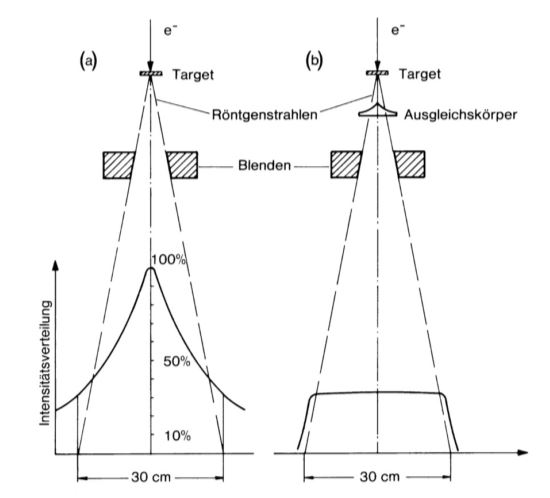 (a)
e⁻
Target
(b)
e⁻
Target
Röntgenstrahlen
Ausgleichskörper
Blenden
100%
50%
10%
Intensitätsverteilung
30 cm
30 cm